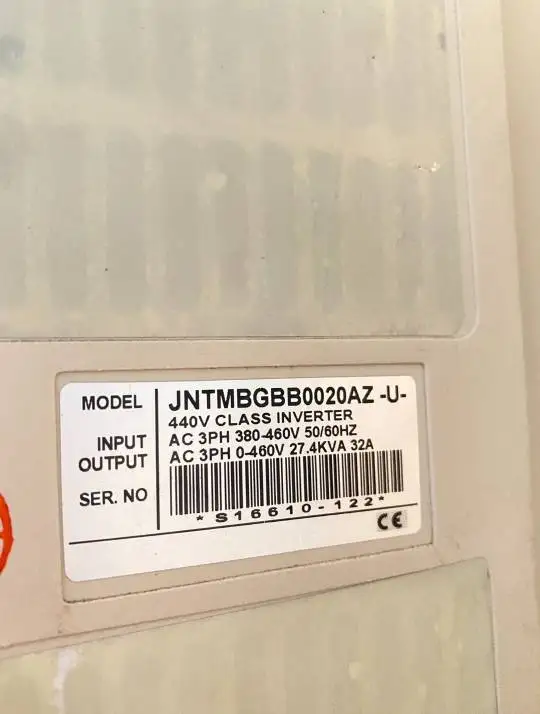 MODEL JNTMBGBB0020AZ -U-
440V CLASS INVERTER
INPUT AC 3PH 380-460V 50/60HZ
OUTPUT AC 3PH 0-460V 27.4KVA 32A
SER. NO
*S16610-122*
CE